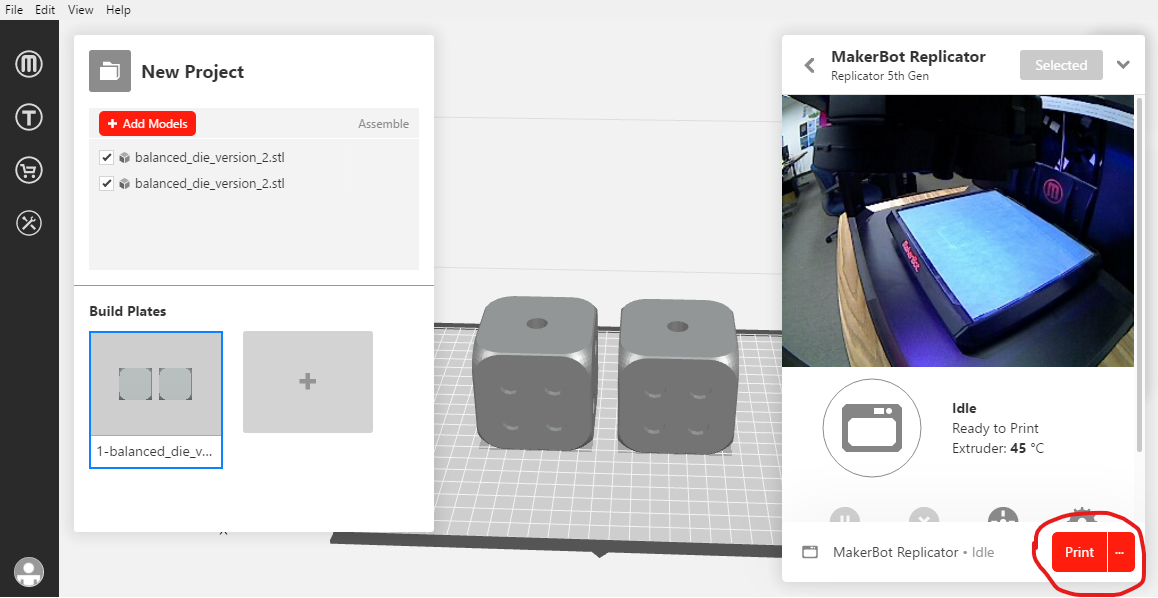 File Edit View Help
New Project
+ Add Models
Assemble
balanced_die_version_2.stl
balanced_die_version_2.stl
Build Plates
1-balanced_die_v...
MakerBot Replicator
Replicator 5th Gen
Selected
MakerBot
Idle
Ready to Print
Extruder: 45 °C
MakerBot Replicator • Idle
Print
...